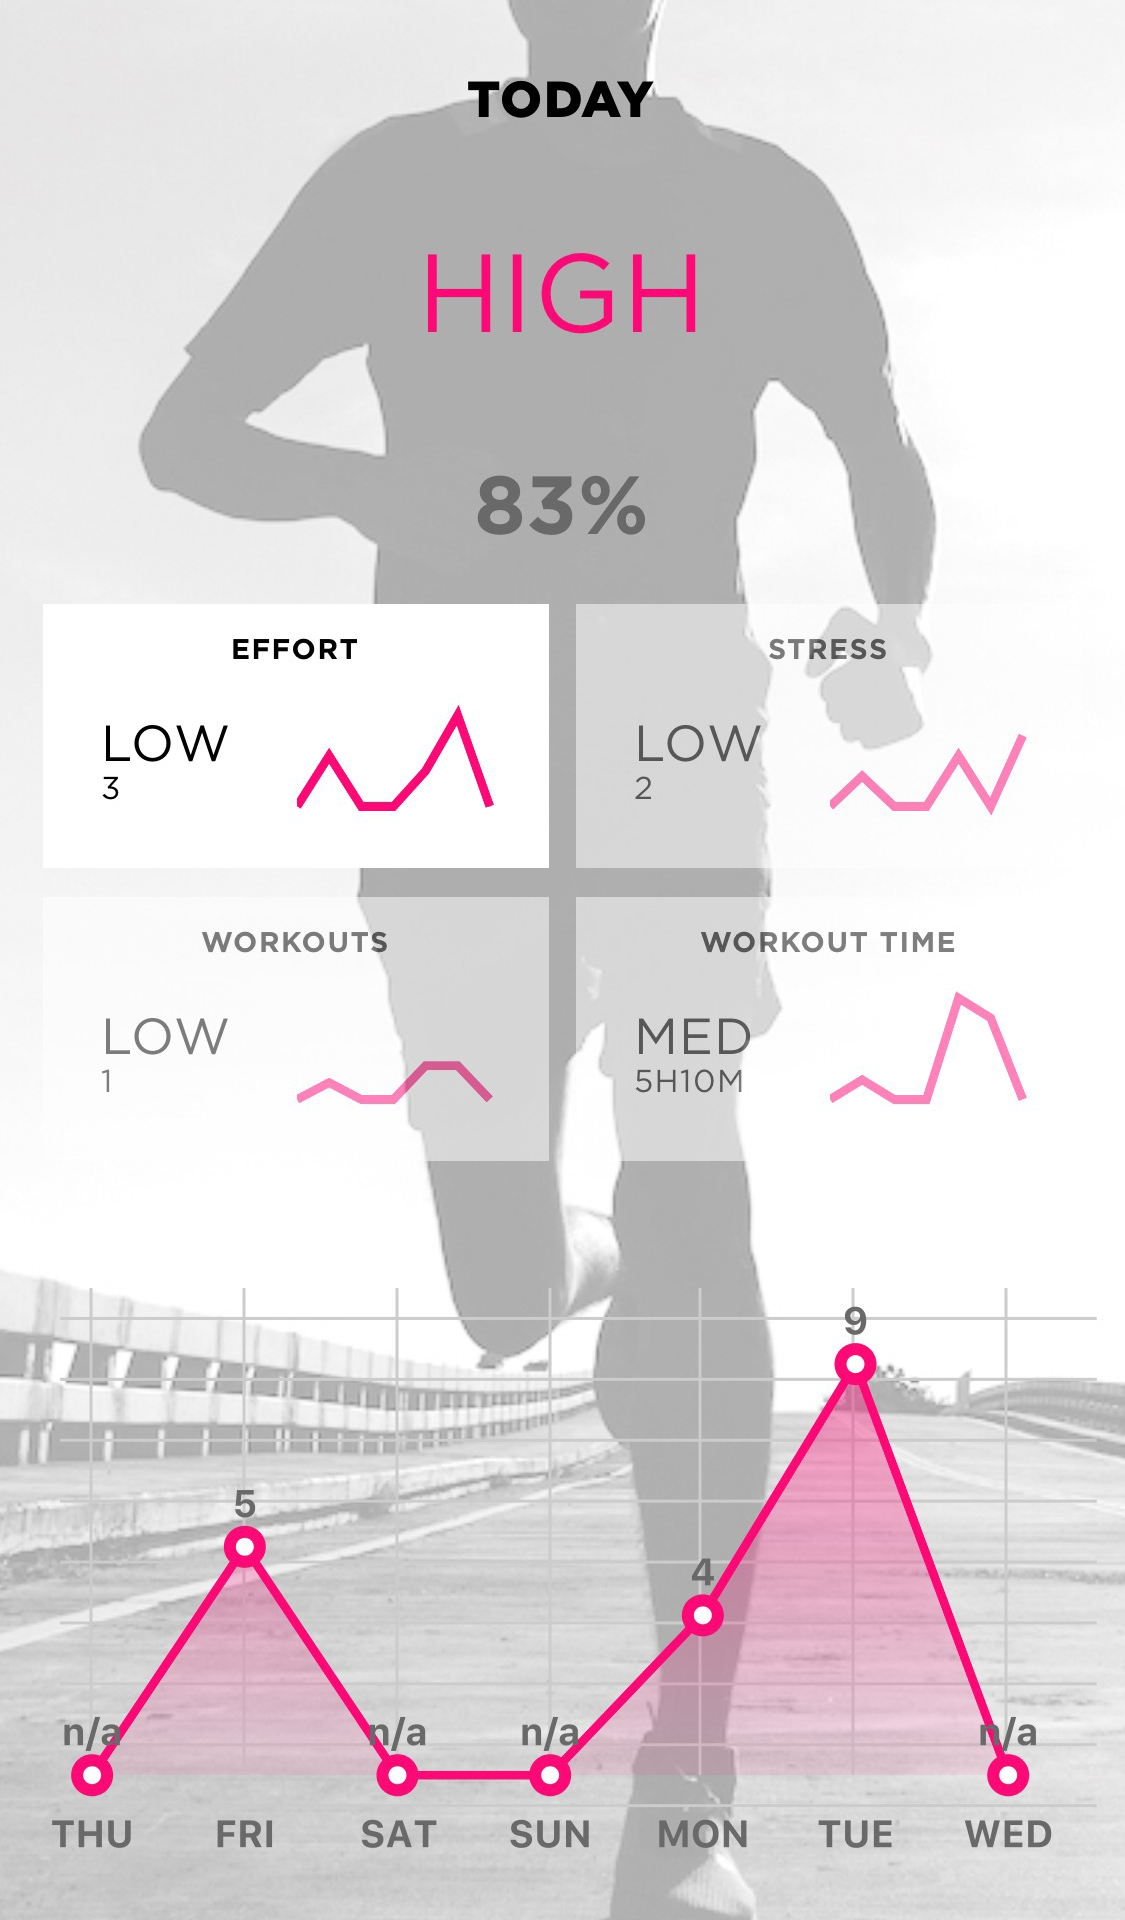 TODAY
HIGH
83%
EFFORT
LOW
3
STRESS
LOW
2
WORKOUTS
LOW
1
WORKOUT TIME
MED
5H10M
9
5
4
n/a n/a n/a n/a
THU FRI SAT SUN MON TUE WED